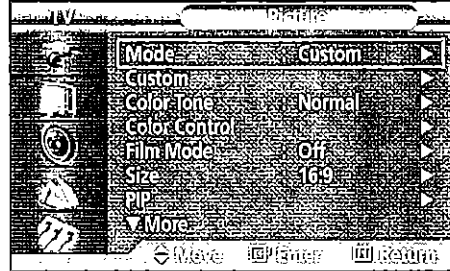 TV Picture
Mode Custom
Custom
Color Tone Normal
Color Control
Film Mode Off
Size 16:9
PIP
▼More
Move Enter Return